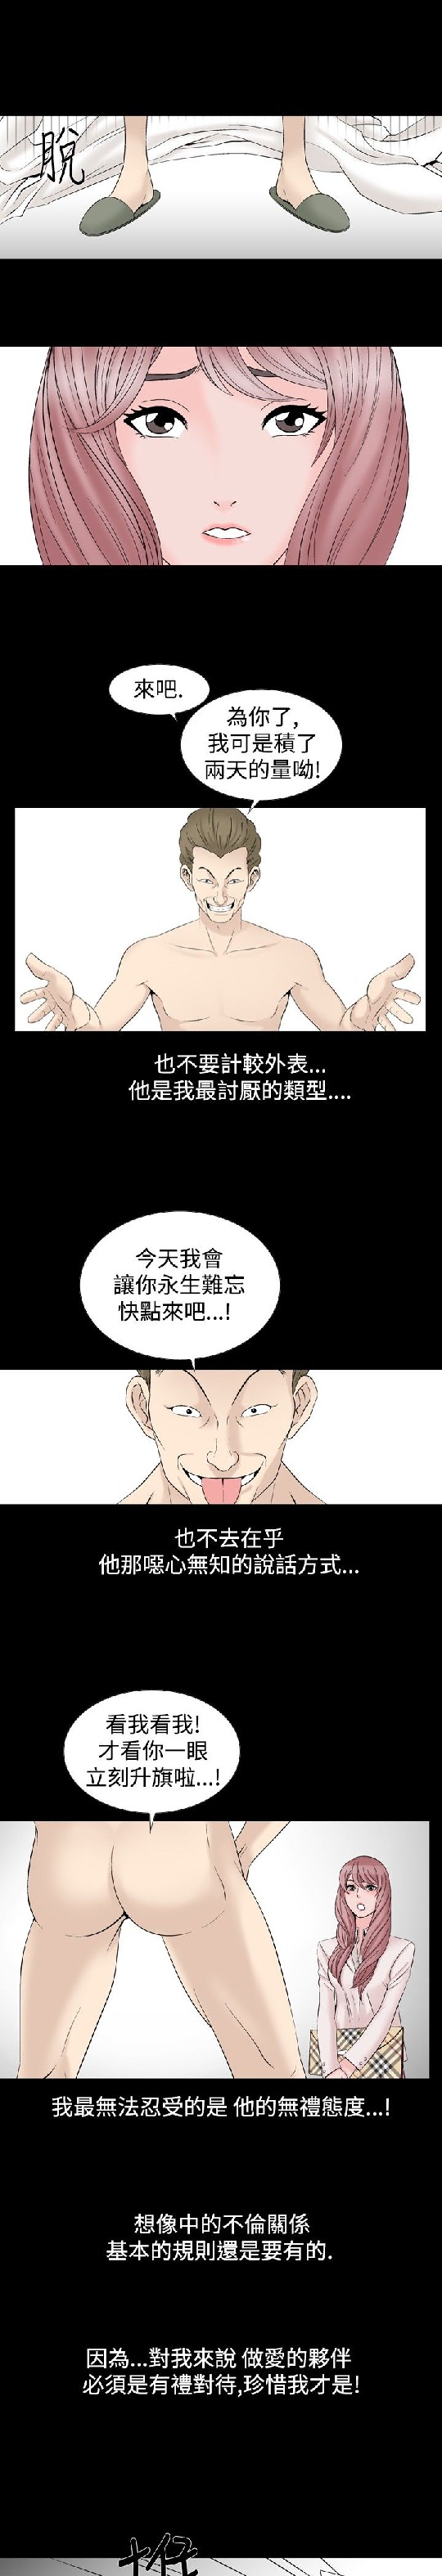 脫
來吧.
為你了,
我可是積了
兩天的量呦!
也不要計較外表...
他是我最討厭的類型....
今天我會
讓你永生難忘
快點來吧...!
也不去在乎
他那噁心無知的說話方式...
看我看我!
才看你一眼
立刻升旗啦...!
我最無法忍受的是 他的無禮態度...!
想像中的不倫關係
基本的規則還是要有的.
因為...對我來說 做愛的夥伴
必須是有禮對待,珍惜我才是!